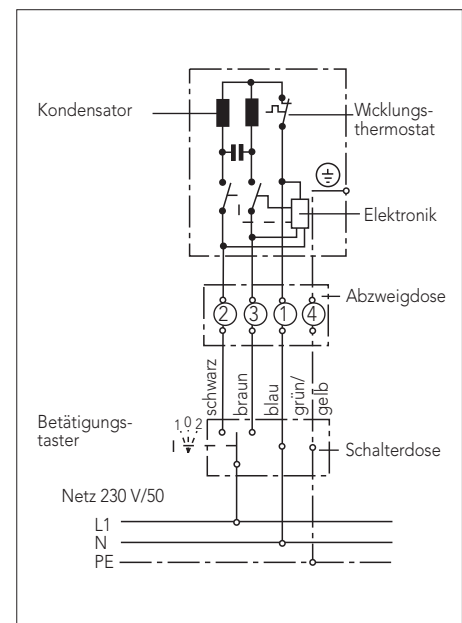 Kondensator
Wicklungs-
thermostat
Elektronik
Abzweigdose
2 3 1 4
schwarz
braun
blau
grün/
gelb
Betätigungs-
taster
1 0 2
Schalterdose
Netz 230 V/50
L1
N
PE